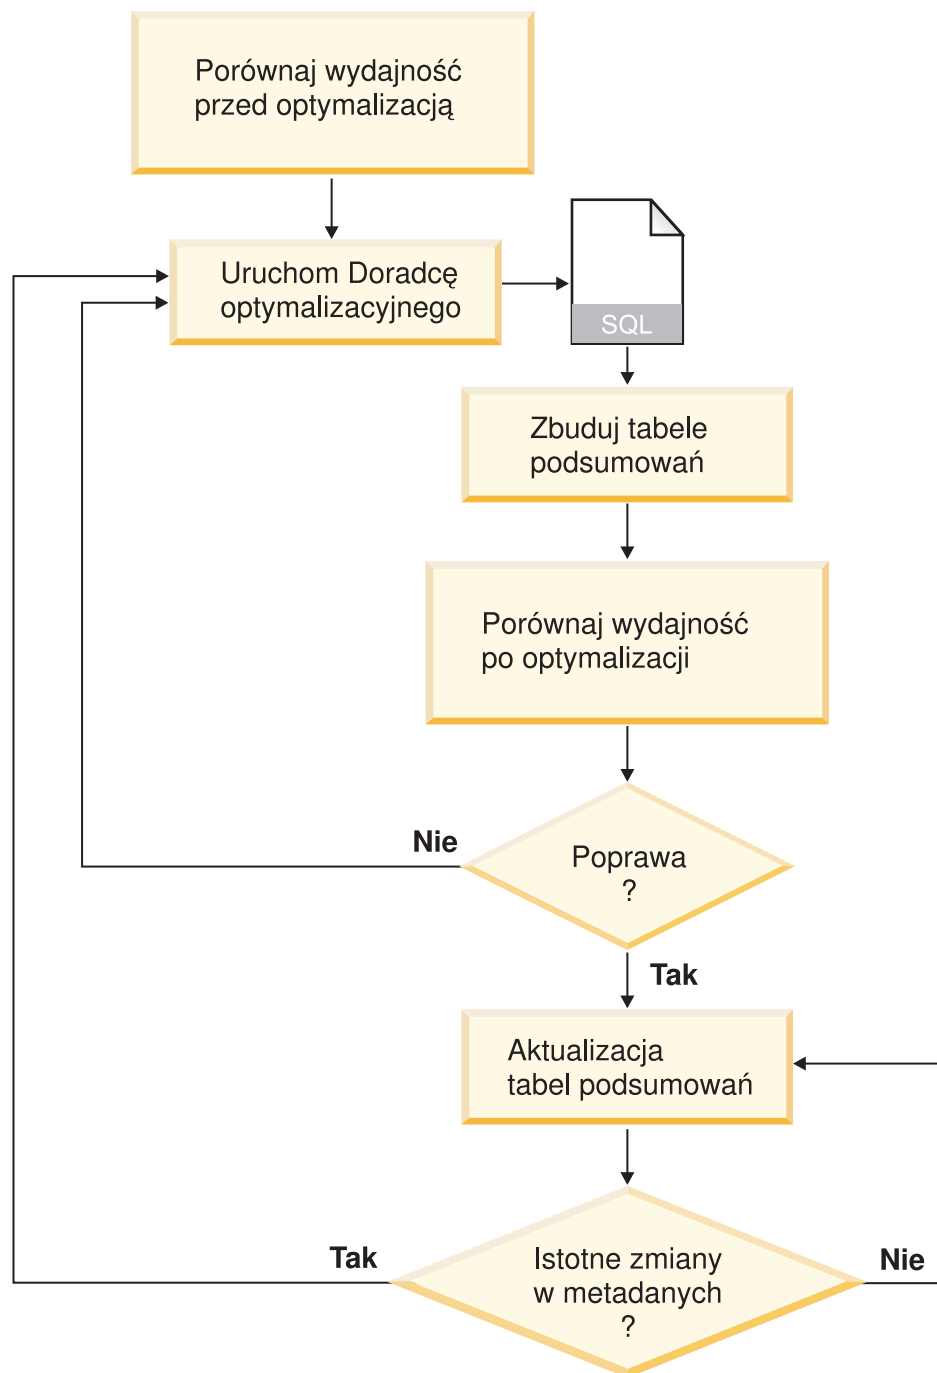 Porównaj wydajność
przed optymalizacją
Uruchom Doradcę
optymalizacyjnego
SQL
Zbuduj tabele
podsumowań
Porównaj wydajność
po optymalizacji
Nie
Poprawa
?
Tak
Aktualizacja
tabel podsumowań
Tak
Istotne zmiany
w metadanych
?
Nie